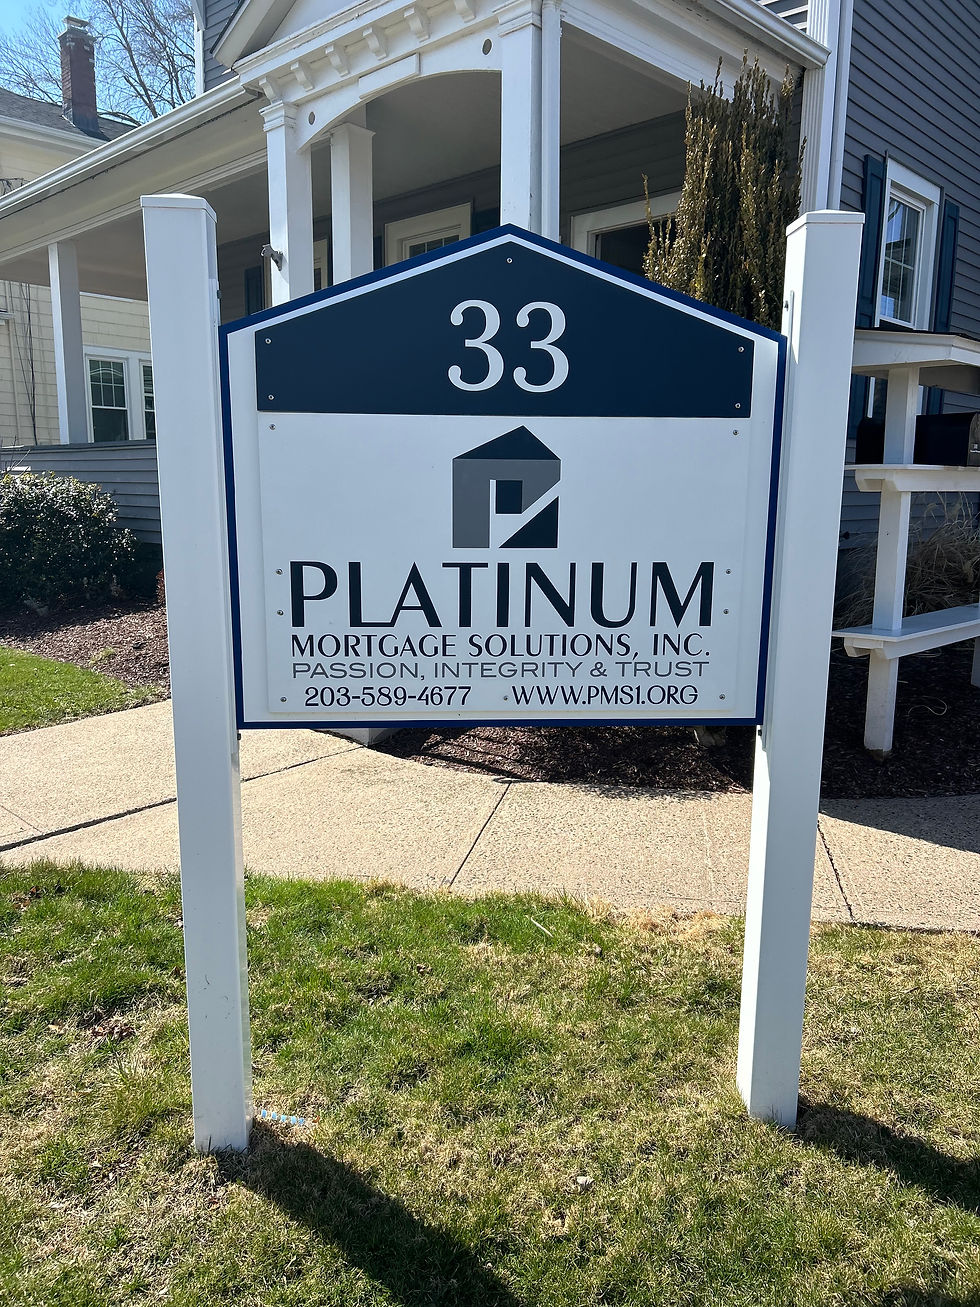 33
PLATINUM
MORTGAGE SOLUTIONS, INC.
PASSION, INTEGRITY & TRUST
203-589-4677 WWW.PMS1.ORG